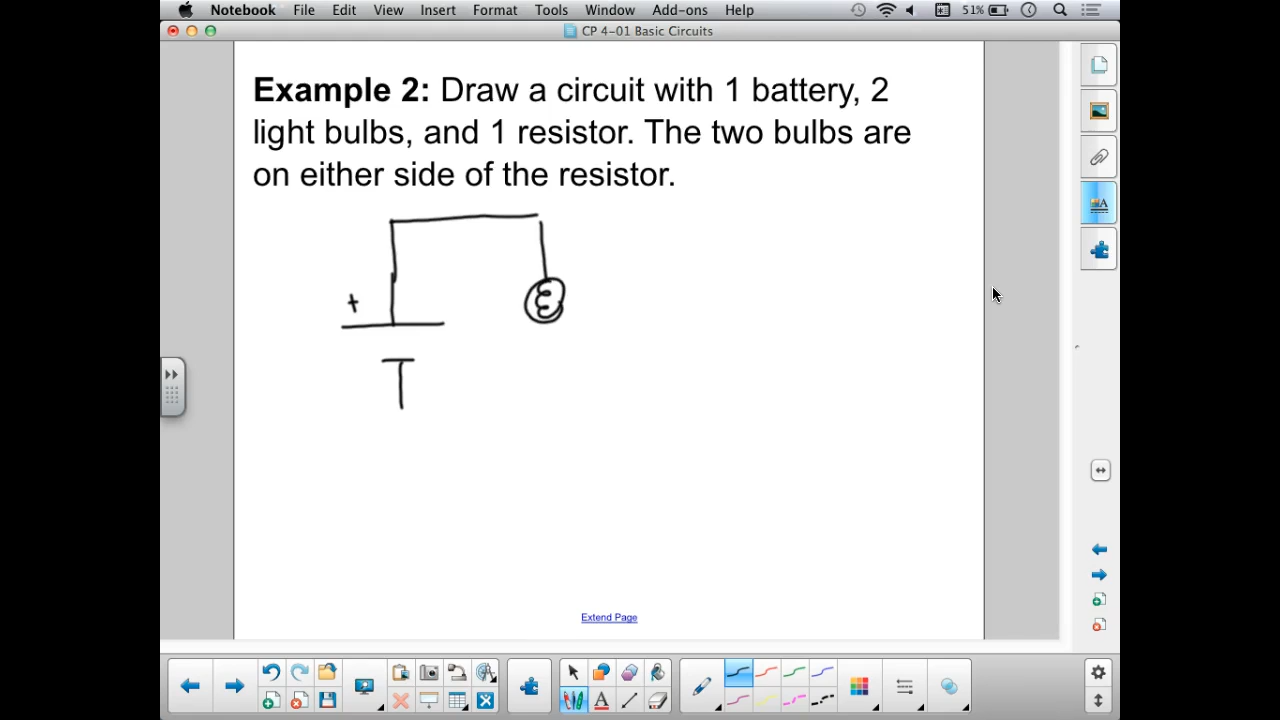 Notebook File Edit View Insert Format Tools Window Add-ons Help 51%
CP 4-01 Basic Circuits
Example 2: Draw a circuit with 1 battery, 2
light bulbs, and 1 resistor. The two bulbs are
on either side of the resistor.
+
Extend Page